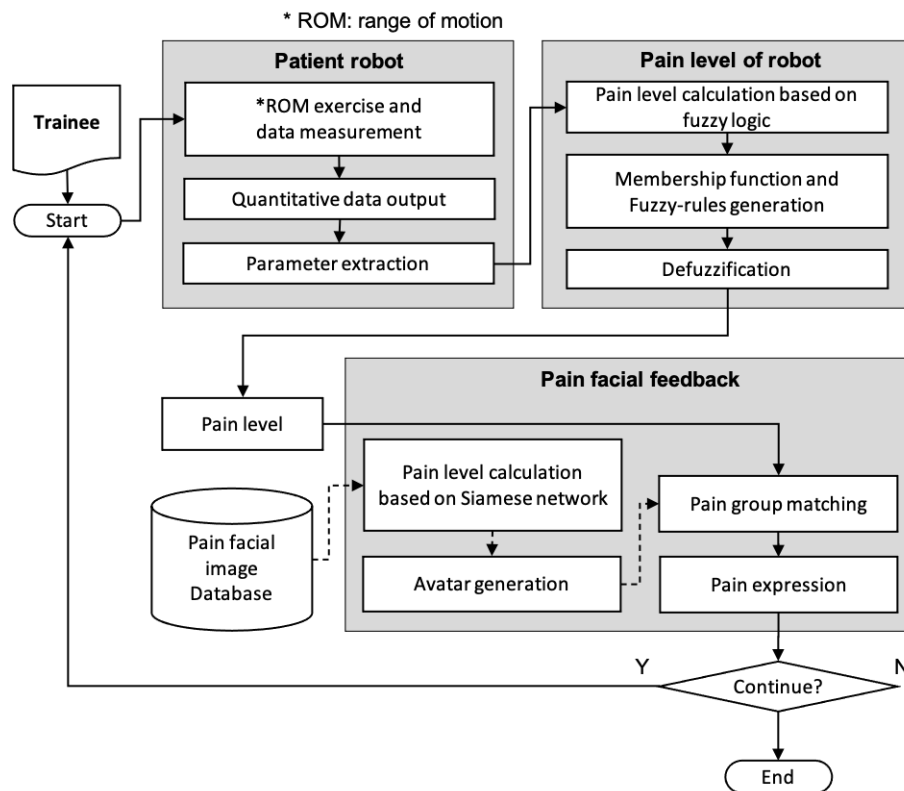 * ROM: range of motion
Patient robot
Pain level of robot
Trainee
*ROM exercise and
data measurement
Pain level calculation based on
fuzzy logic
Start
Quantitative data output
Membership function and
Fuzzy-rules generation
Parameter extraction
Defuzzification
Pain facial feedback
Pain level
Pain level calculation
based on Siamese network
Pain group matching
Pain facial
image
Database
Avatar generation
Pain expression
Y
N
Continue?
End